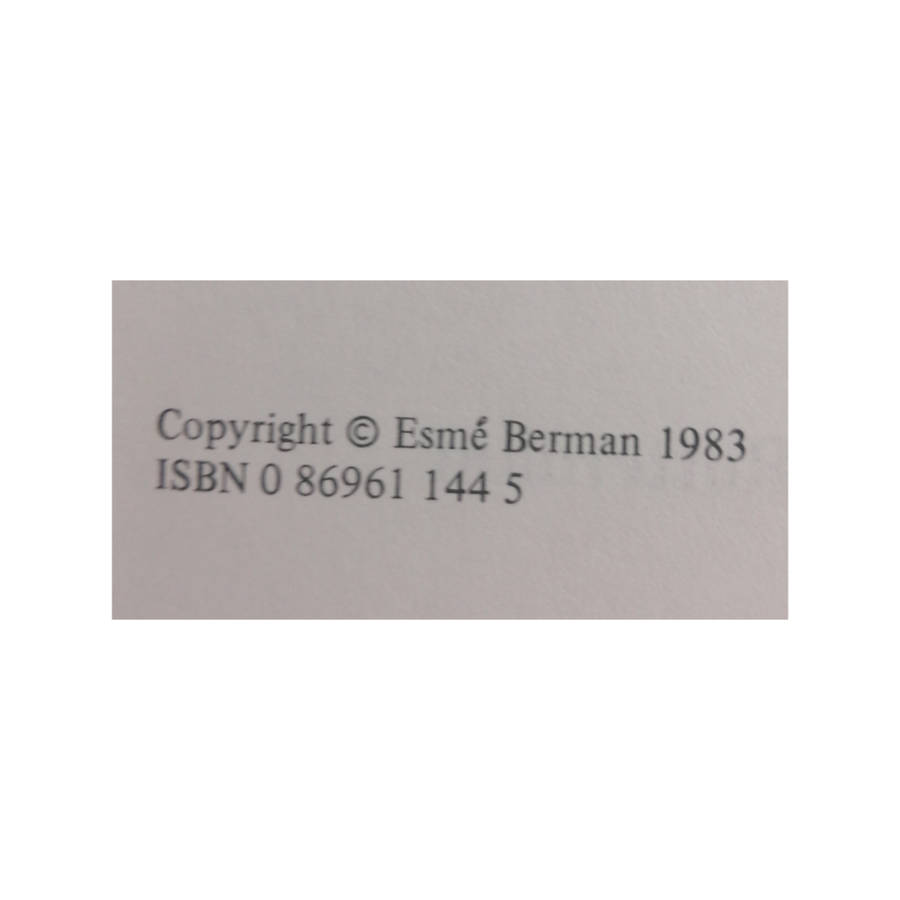 Copyright © Esmé Berman 1983
ISBN 0 86961 144 5